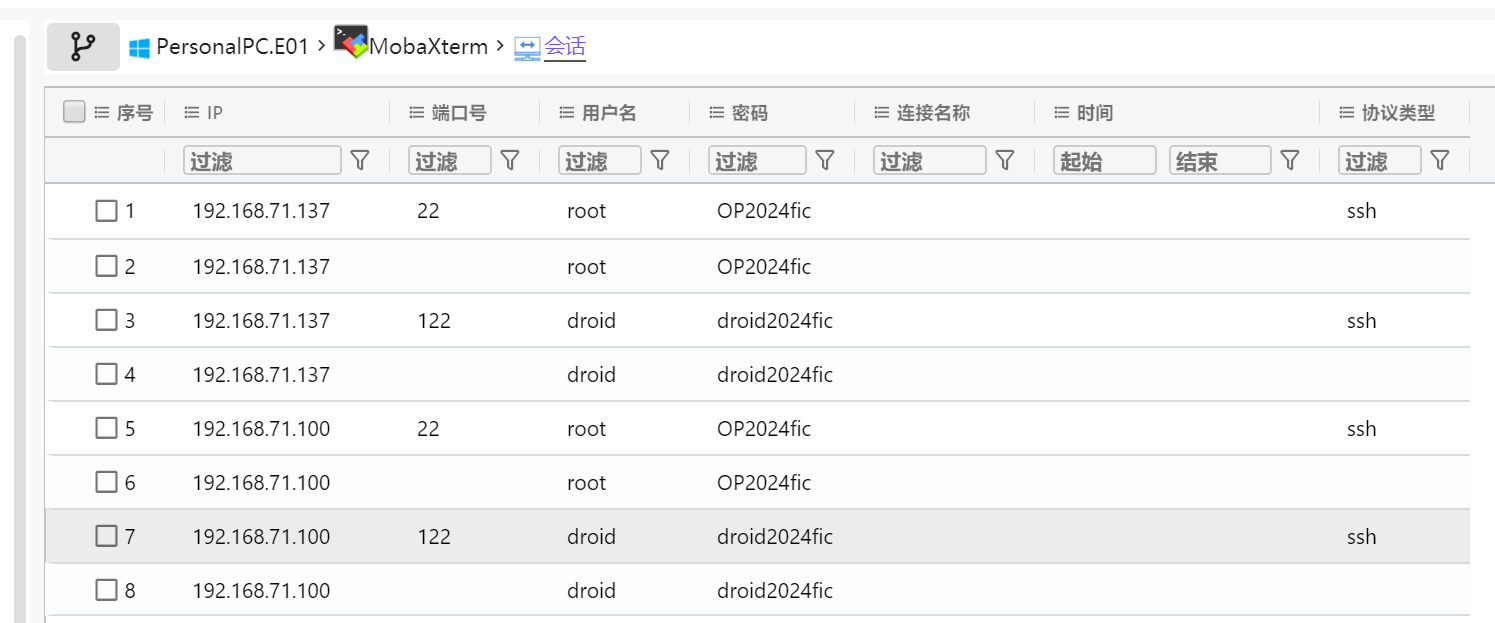 PersonalPC.E01 > MobaXterm > 会话
序号 IP 端口号 用户名 密码 连接名称 时间 协议类型
过滤 过滤 过滤 过滤 过滤 起始 结束 过滤
1 192.168.71.137 22 root OP2024fic ssh
2 192.168.71.137 root OP2024fic
3 192.168.71.137 122 droid droid2024fic ssh
4 192.168.71.137 droid droid2024fic
5 192.168.71.100 22 root OP2024fic ssh
6 192.168.71.100 root OP2024fic
7 192.168.71.100 122 droid droid2024fic ssh
8 192.168.71.100 droid droid2024fic